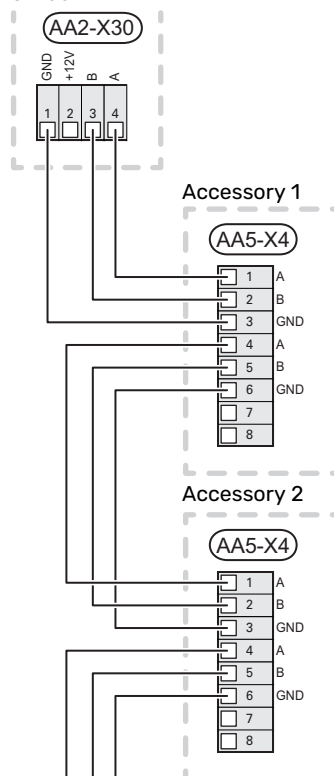 AA2-X30
GND
+12V
B
A
1 2 3 4
Accessory 1
AA5-X4
1 A
2 B
3 GND
4 A
5 B
6 GND
7
8
Accessory 2
AA5-X4
1 A
2 B
3 GND
4 A
5 B
6 GND
7
8